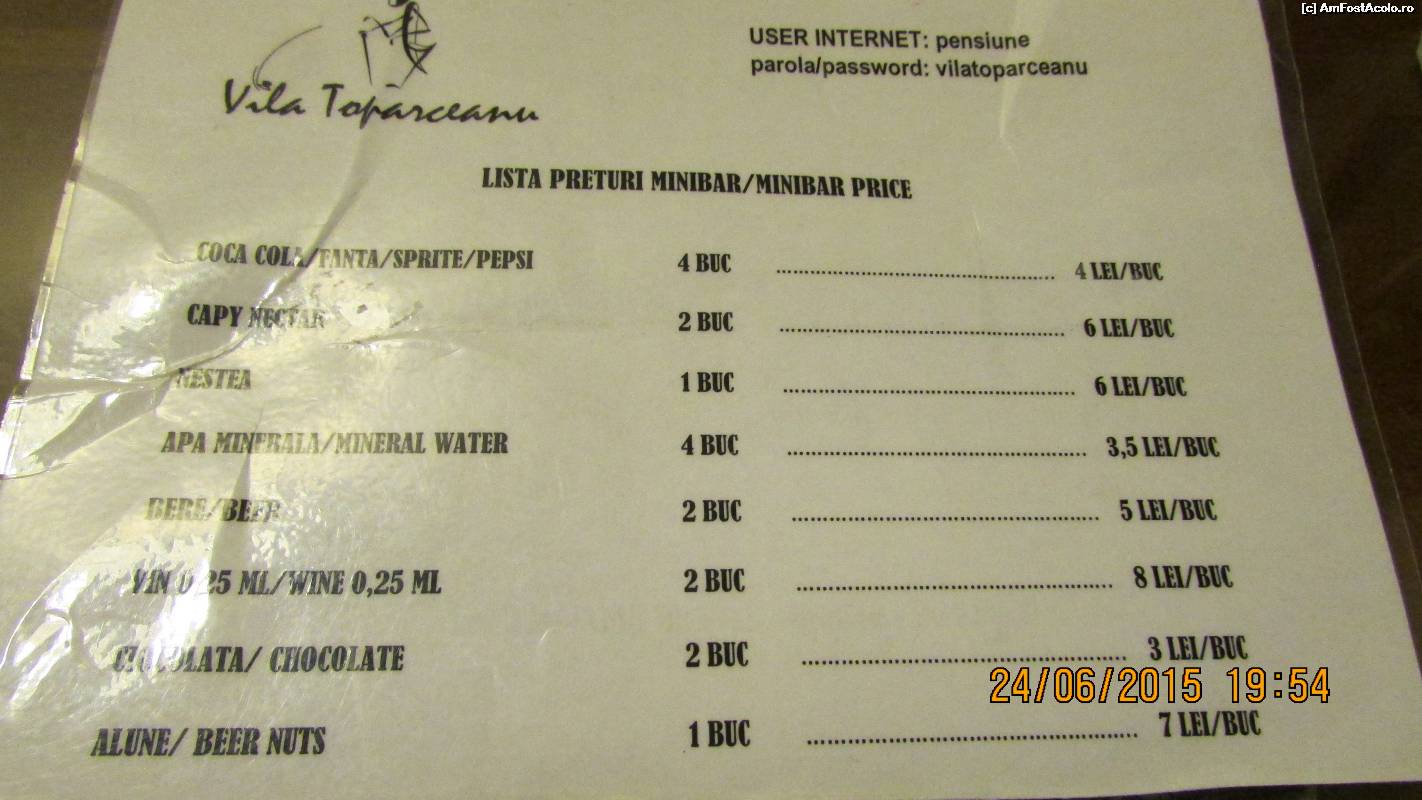 [c] AmFostAcolo.ro
Vila Topârceanu
USER INTERNET: pensiune
parola/password: vilatoparceanu
LISTA PRETURI MINIBAR/MINIBAR PRICE
COCA COLA/FANTA/SPRITE/PEPSI 4 BUC ........ 4 LEI/BUC
CAPY NECTAR 2 BUC ........ 6 LEI/BUC
NESTEA 1 BUC ........ 6 LEI/BUC
APA MINERALA/MINERAL WATER 4 BUC ........ 3,5 LEI/BUC
BERE/BEER 2 BUC ........ 5 LEI/BUC
VIN 0,25 ML/WINE 0,25 ML 2 BUC ........ 8 LEI/BUC
CIOCOLATA/ CHOCOLATE 2 BUC ........ 3 LEI/BUC
24/06/2015 19:54
ALUNE/ BEER NUTS 1 BUC ........ 7 LEI/BUC